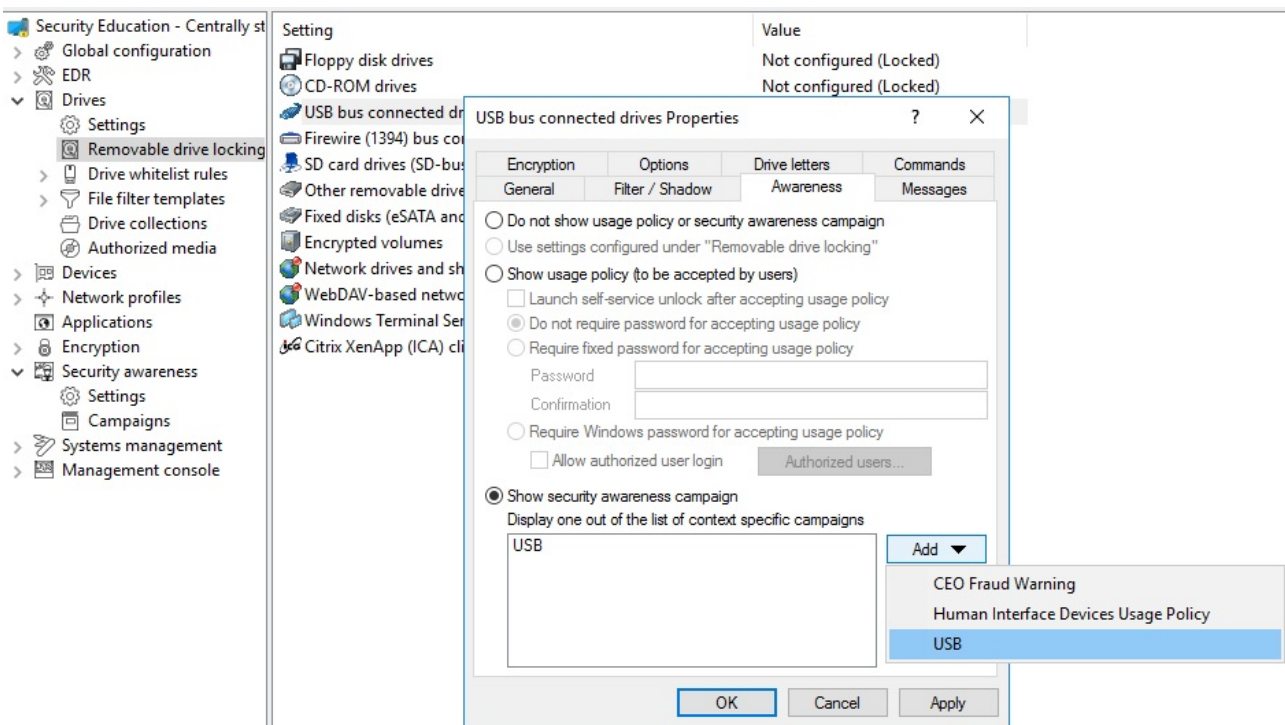 Security Education - Centrally st
Global configuration
EDR
Drives
Settings
Removable drive locking
Drive whitelist rules
File filter templates
Drive collections
Authorized media
Devices
Network profiles
Applications
Encryption
Security awareness
Settings
Campaigns
Systems management
Management console
Setting Value
Floppy disk drives Not configured (Locked)
CD-ROM drives Not configured (Locked)
USB bus connected dr
Firewire (1394) bus co
SD card drives (SD-bus
Other removable drive
Fixed disks (eSATA and
Encrypted volumes
Network drives and sh
WebDAV-based netwo
Windows Terminal Ser
Citrix XenApp (ICA) cli
USB bus connected drives Properties ? X
Encryption Options Drive letters Commands
General Filter / Shadow Awareness Messages
Do not show usage policy or security awareness campaign
Use settings configured under "Removable drive locking"
Show usage policy (to be accepted by users)
Launch self-service unlock after accepting usage policy
Do not require password for accepting usage policy
Require fixed password for accepting usage policy
Password
Confirmation
Require Windows password for accepting usage policy
Allow authorized user login Authorized users...
Show security awareness campaign
Display one out of the list of context specific campaigns
USB
Add
CEO Fraud Warning
Human Interface Devices Usage Policy
USB
OK Cancel Apply